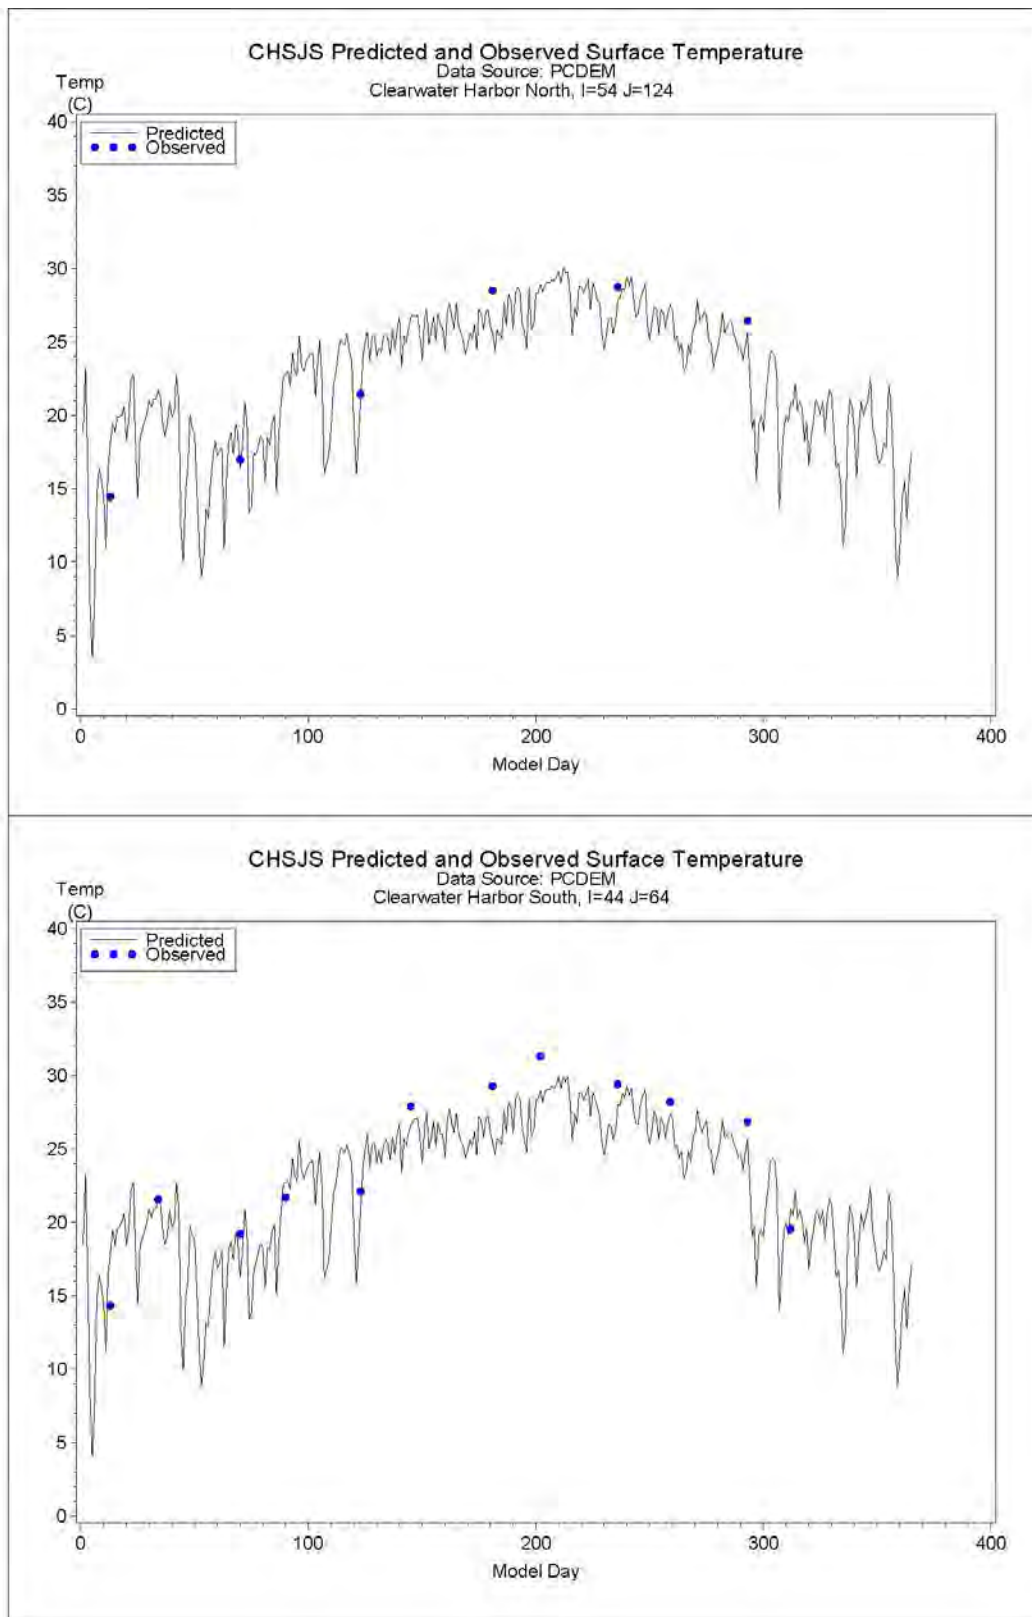 CHSJS Predicted and Observed Surface Temperature
Data Source: PCDEM
Clearwater Harbor North, I=54 J=124
Temp
(C)
Predicted
Observed
40
35
30
25
20
15
10
5
0
0 100 200 300 400
Model Day
CHSJS Predicted and Observed Surface Temperature
Data Source: PCDEM
Clearwater Harbor South, I=44 J=64
Temp
(C)
Predicted
Observed
40
35
30
25
20
15
10
5
0
0 100 200 300 400
Model Day